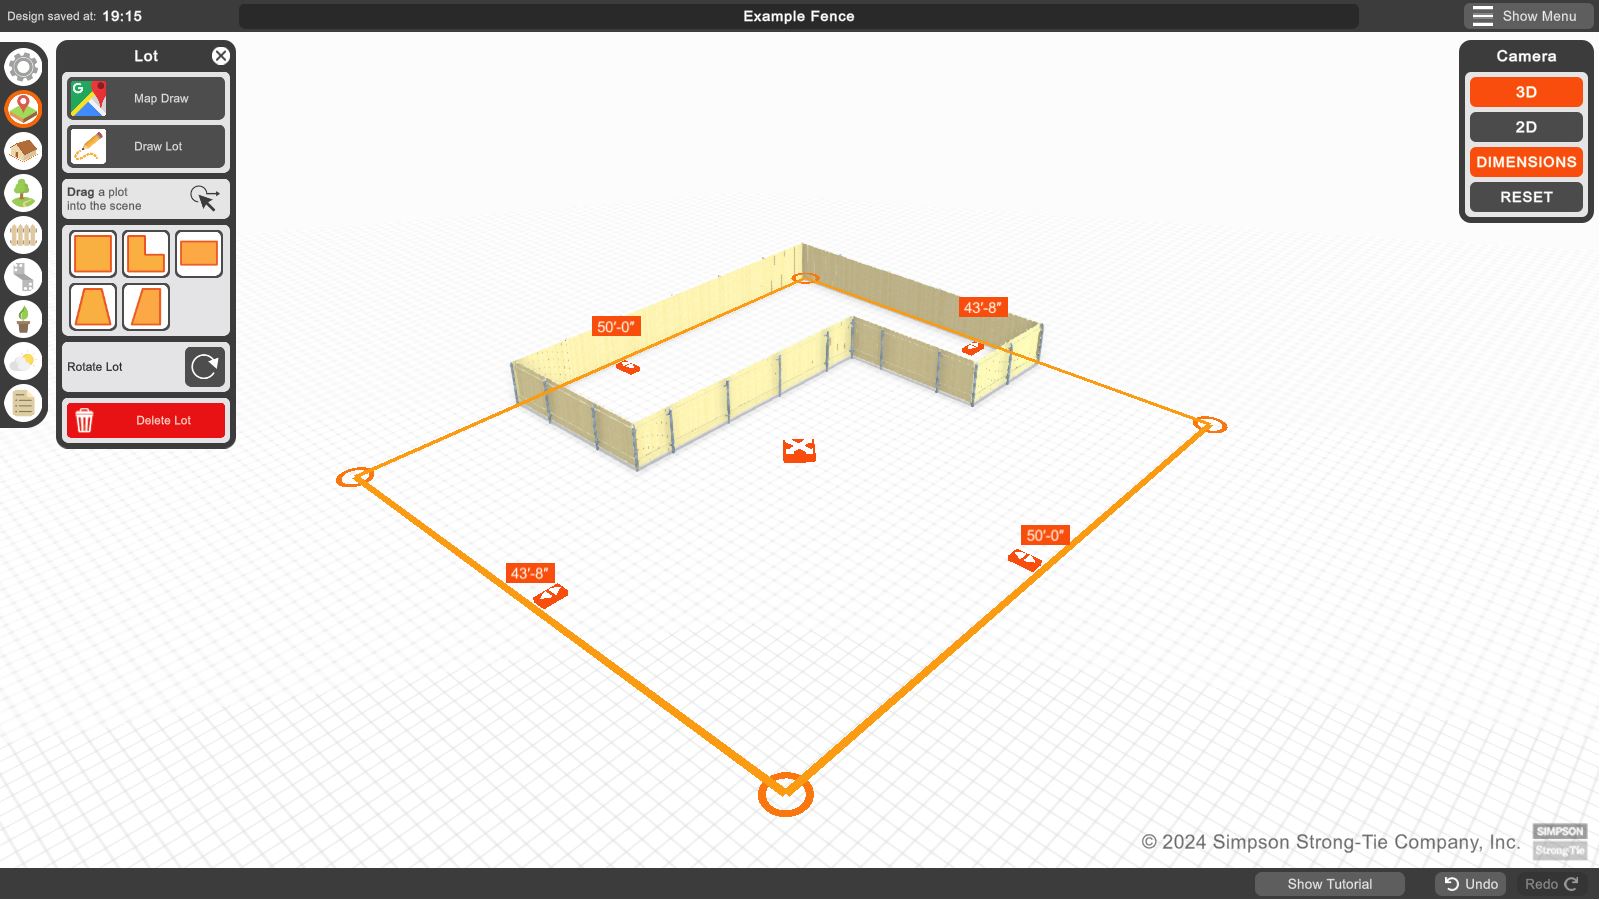 Design saved at: 19:15
Example Fence
Show Menu
Lot
G
Map Draw
Draw Lot
Drag a plot
into the scene
Rotate Lot
Delete Lot
Camera
3D
2D
DIMENSIONS
RESET
50'-0"
43'-8"
50'-0"
43'-8"
© 2024 Simpson Strong-Tie Company, Inc.
SIMPSON
Strong Tie
Show Tutorial
Undo
Redo